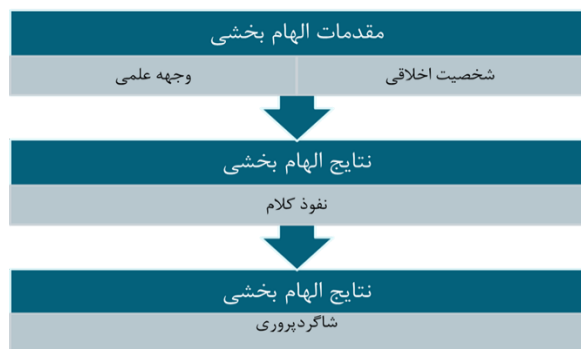 مقدمات الهام بخشی
شخصیت اخلاقی
وجهه علمی
نتایج الهام بخشی
نفوذ کلام
نتایج الهام بخشی
شاگردپروری